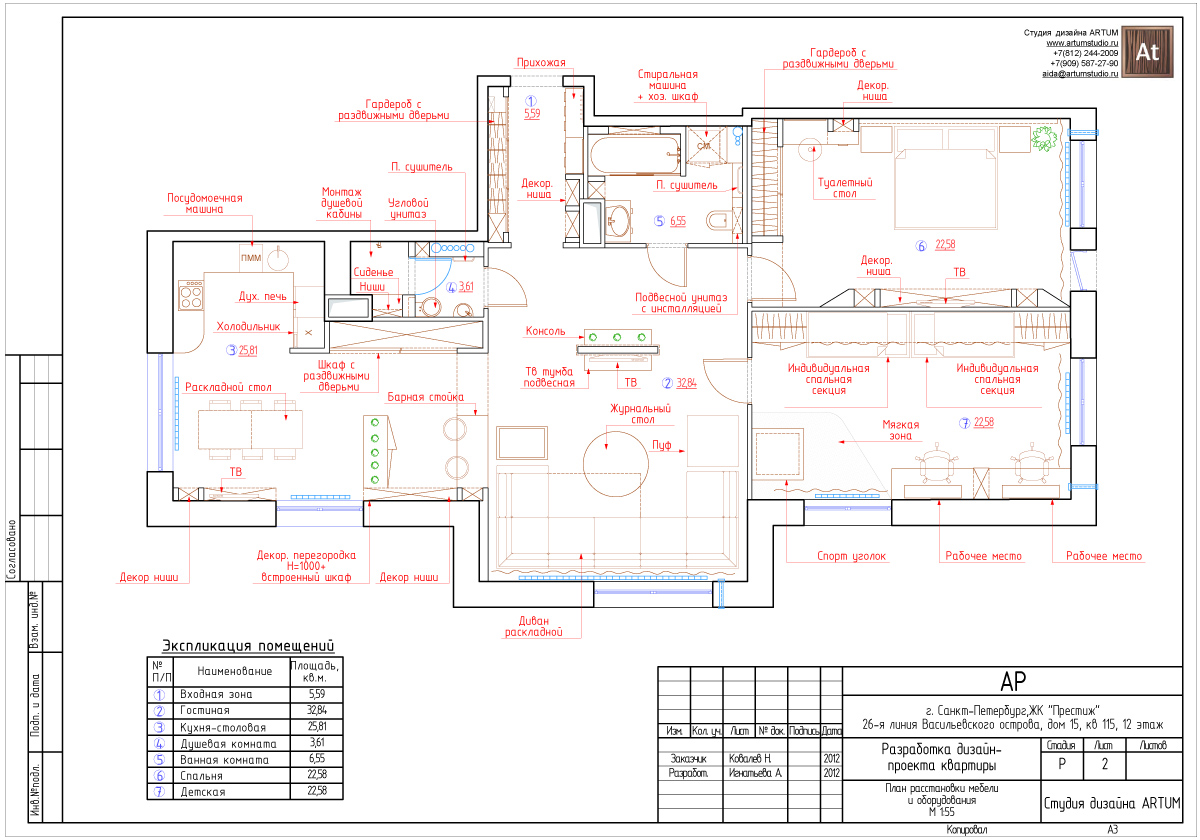 Студия дизайна ARTUM
www.artumstudio.ru
+7(812) 244-2009
+7(909) 587-27-90
aida@artumstudio.ru
At
Прихожая
Гардероб с
раздвижными дверьми
Стиральная
машина
+ хоз. шкаф
Гардероб с
раздвижными дверьми
Декор.
ниша
1
5,59
СМ
П. сушитель
Монтаж
душевой
кабины
Угловой
унитаз
Посудомоечная
машина
Декор.
ниша
П. сушитель
5 6,55
Туалетный
стол
6 22,58
ПММ
Сиденье
Ниши
4 3,61
Декор.
ниша
ТВ
Дух. печь
Холодильник
Х
3 25,81
Подвесной унитаз
с инсталляцией
Консоль
Шкаф с
раздвижными
дверьми
Тв тумба
подвесная
ТВ
2 32,84
Индивидуальная
спальная
секция
Индивидуальная
спальная
секция
Раскладной стол
Барная стойка
Журнальный
стол
Пуф
Мягкая
зона
7 22,58
ТВ
Декор ниши
Декор. перегородка
H=1000+
встроенный шкаф
Декор ниши
Спорт уголок
Рабочее место
Рабочее место
Диван
раскладной
Согласовано
Взам. инд.№
Подп. и дата
Инв.№подл.
Экспликация помещений
№
П/П
Наименование
Площадь,
кв.м.
1 Входная зона 5,59
2 Гостиная 32,84
3 Кухня-столовая 25,81
4 Душевая комната 3,61
5 Ванная комната 6,55
6 Спальня 22,58
7 Детская 22,58
АР
г. Санкт-Петербург,ЖК "Престиж"
26-я линия Васильевского острова, дом 15, кв 115, 12 этаж
Изм. Кол. уч. Лист № док. Подпись Дата
Заказчик Ковалев Н. 2012
Разработ. Игнатьева А. 2012
Разработка дизайн-
проекта квартиры
Стадия Лист Листов
Р 2
План расстановки мебели
и оборудования
М 1:55
Студия дизайна ARTUM
Копировал А3